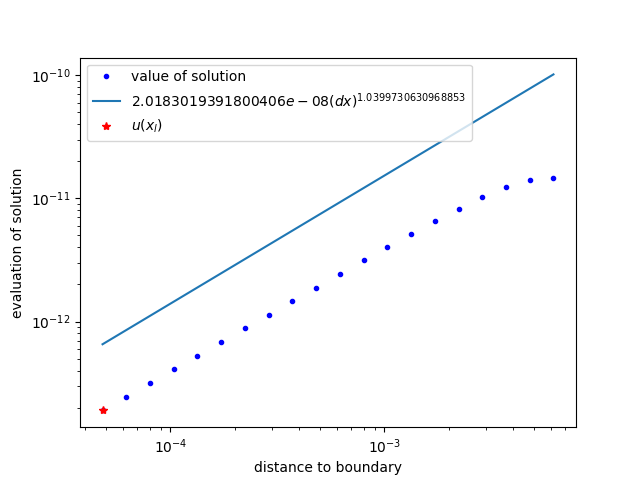 value of solution
2.0183019391800406e − 08(dx)^1.0399730630968853
u(x_l)
10^−10
10^−11
10^−12
evaluation of solution
10^−4
10^−3
distance to boundary